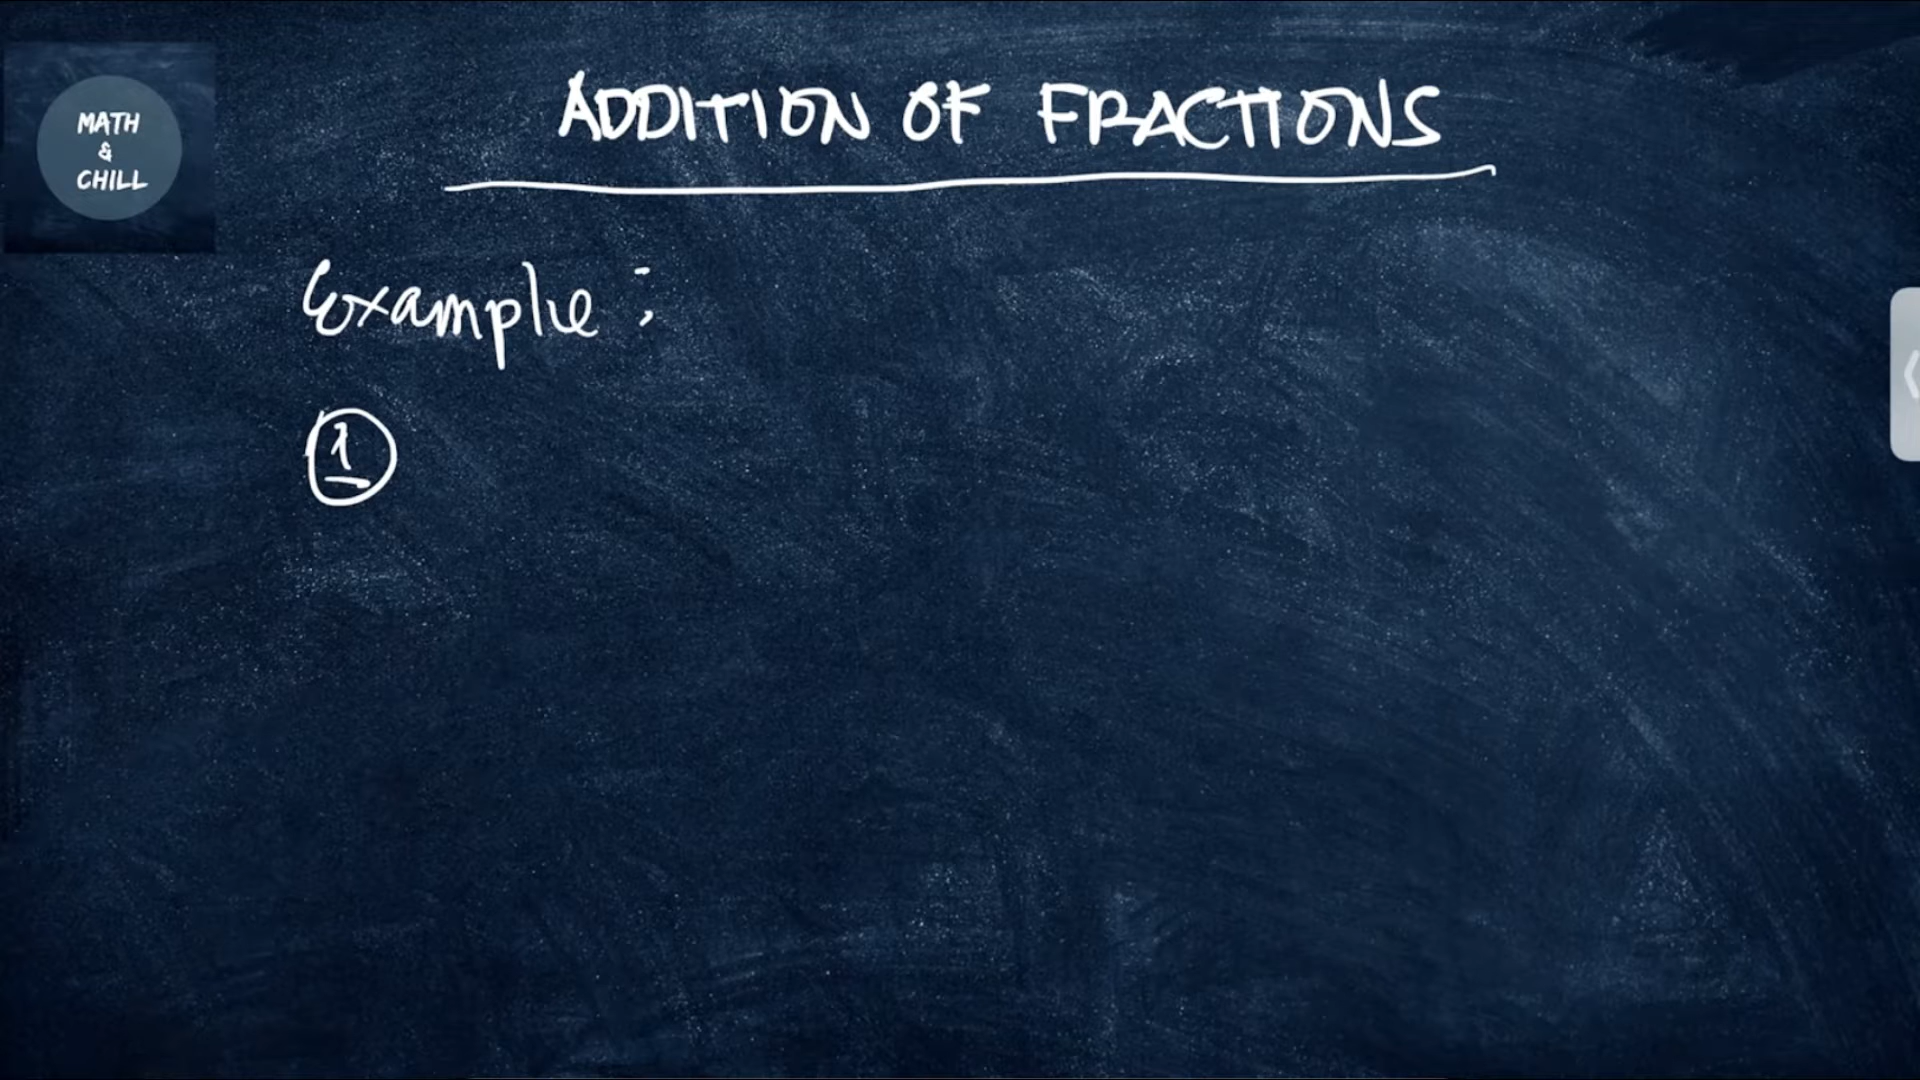 MATH
&
CHILL
ADDITION OF FRACTIONS
Example :
1